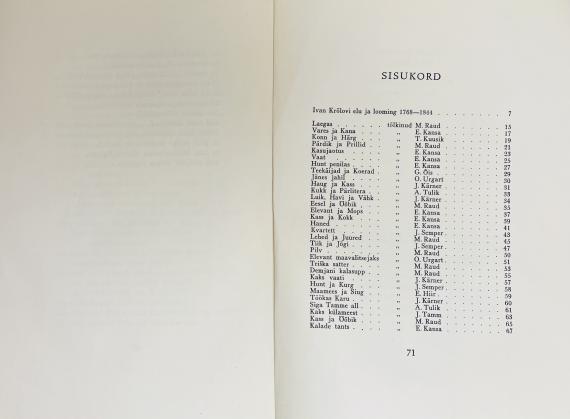 SISUKORD
Ivan Krõlovi elu ja looming 1768—1844 . . . . . . . . 7
Laegas . . . . . . tõlkinud M. Raud . . . . . . . 15
Vares ja Kana . . . „ E. Kansa . . . . . . . 17
Konn ja Härg . . . „ T. Kuusik . . . . . . . 19
Pärdik ja Prillid . . „ M. Raud . . . . . . . 21
Kasujaotus . . . . „ E. Kansa . . . . . . . 23
Vaat . . . . . . „ E. Kansa . . . . . . . 25
Hunt penilas . . . „ E. Kansa . . . . . . . 27
Teekäijad ja Koerad . „ G. Õis . . . . . . . 29
Jänes jahil . . . . „ O. Urgart . . . . . . . 30
Haug ja Kass . . . „ J. Kärner . . . . . . . 31
Kukk ja Pärlitera . . „ A. Tulik . . . . . . . 33
Luik, Havi ja Vähk . „ J. Kärner . . . . . . . 34
Eesel ja Ööbik . . . „ M. Raud . . . . . . . 35
Elevant ja Mops . . „ E. Kansa . . . . . . . 37
Kass ja Kokk . . . „ E. Kansa . . . . . . . 39
Haned . . . . . . „ E. Kansa . . . . . . . 41
Kvartett . . . . . „ J. Semper . . . . . . . 43
Lehed ja Juured . . „ M. Raud . . . . . . . 45
Tiik ja Jõgi . . . . „ J. Semper . . . . . . . 47
Pilv . . . . . . „ M. Raud . . . . . . . 50
Elevant maavalitsejaks „ O. Urgart . . . . . . . 51
Triška satter . . . „ M. Raud . . . . . . . 53
Demjani kalasupp . . „ M. Raud . . . . . . . 55
Kaks vaati . . . . „ J. Kärner . . . . . . . 57
Hunt ja Kurg . . . „ J. Semper . . . . . . . 58
Maamees ja Siug . . „ E. Hiir . . . . . . . 59
Töökas Karu . . . „ J. Kärner . . . . . . . 60
Siga Tamme all . . . „ A. Tulik . . . . . . . 61
Kaks külameest . . . „ J. Tamm . . . . . . . 63
Kass ja Ööbik . . . „ M. Raud . . . . . . . 65
Kalade tants . . . . „ E. Kansa . . . . . . . 67
71